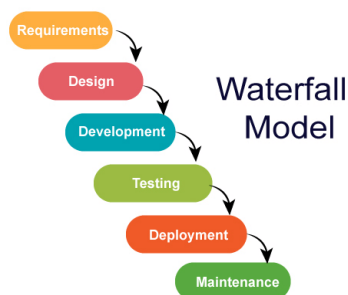 Requirements
Design
Waterfall
Model
Development
Testing
Deployment
Maintenance